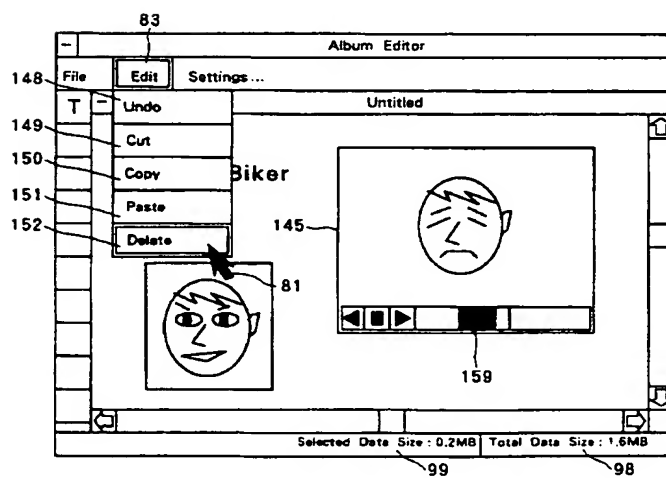 83
Album Editor
File Edit Settings...
T Untitled
148 Undo
149 Cut
150 Copy Biker
151 Paste
152 Delete
145
81
159
Selected Data Size : 0.2MB Total Data Size : 1.6MB
99 98